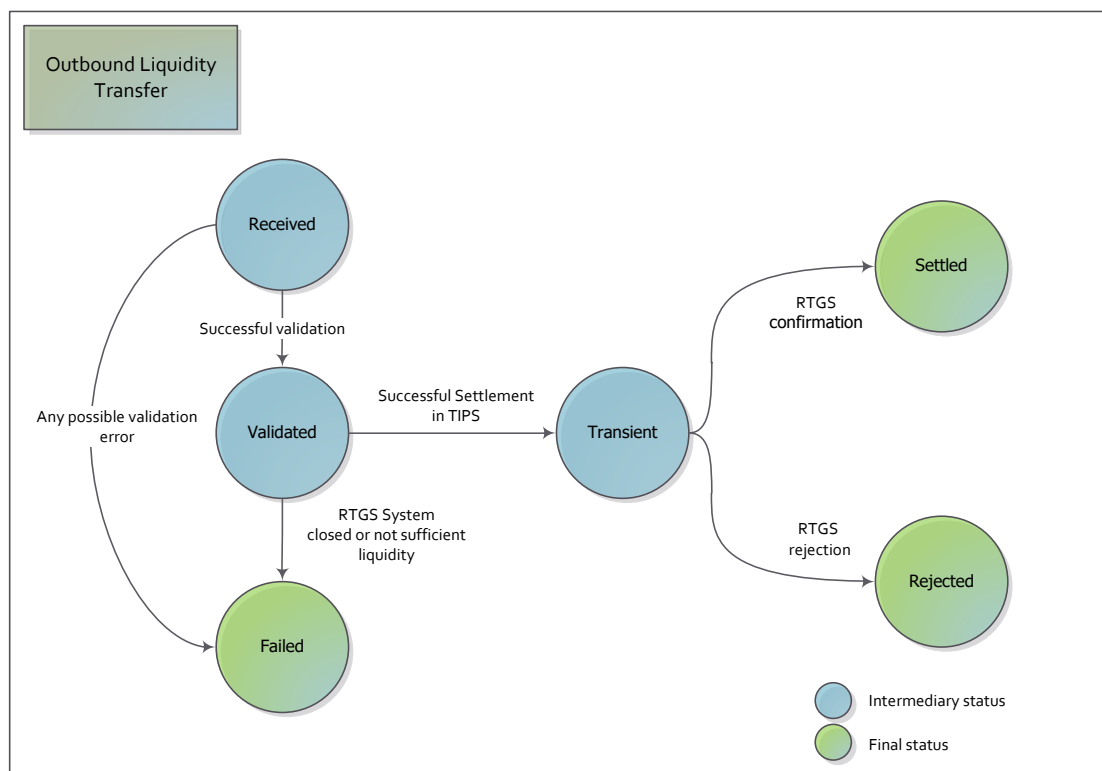 Outbound Liquidity
Transfer
Received
Settled
RTGS
confirmation
Successful validation
Successful Settlement
in TIPS
Any possible validation
error
Validated
Transient
RTGS System
closed or not sufficient
liquidity
RTGS
rejection
Rejected
Failed
Intermediary status
Final status